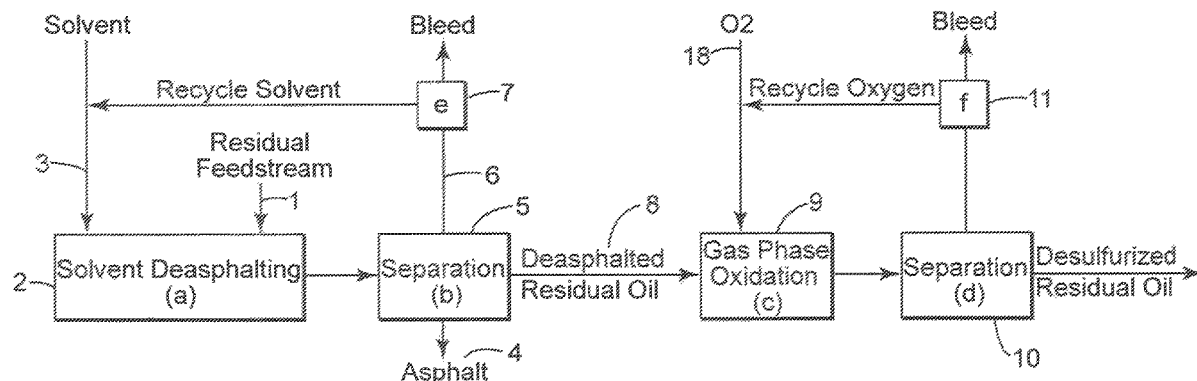 Solvent
Bleed
O2
Bleed
18
Recycle Solvent
e
7
Recycle Oxygen
f
11
Residual
Feedstream
3
1
6
5
8
9
2
Solvent Deasphalting
(a)
Separation
(b)
Deasphalted
Residual Oil
Gas Phase
Oxidation
(c)
Separation
(d)
Desulfurized
Residual Oil
4
Asphalt
10